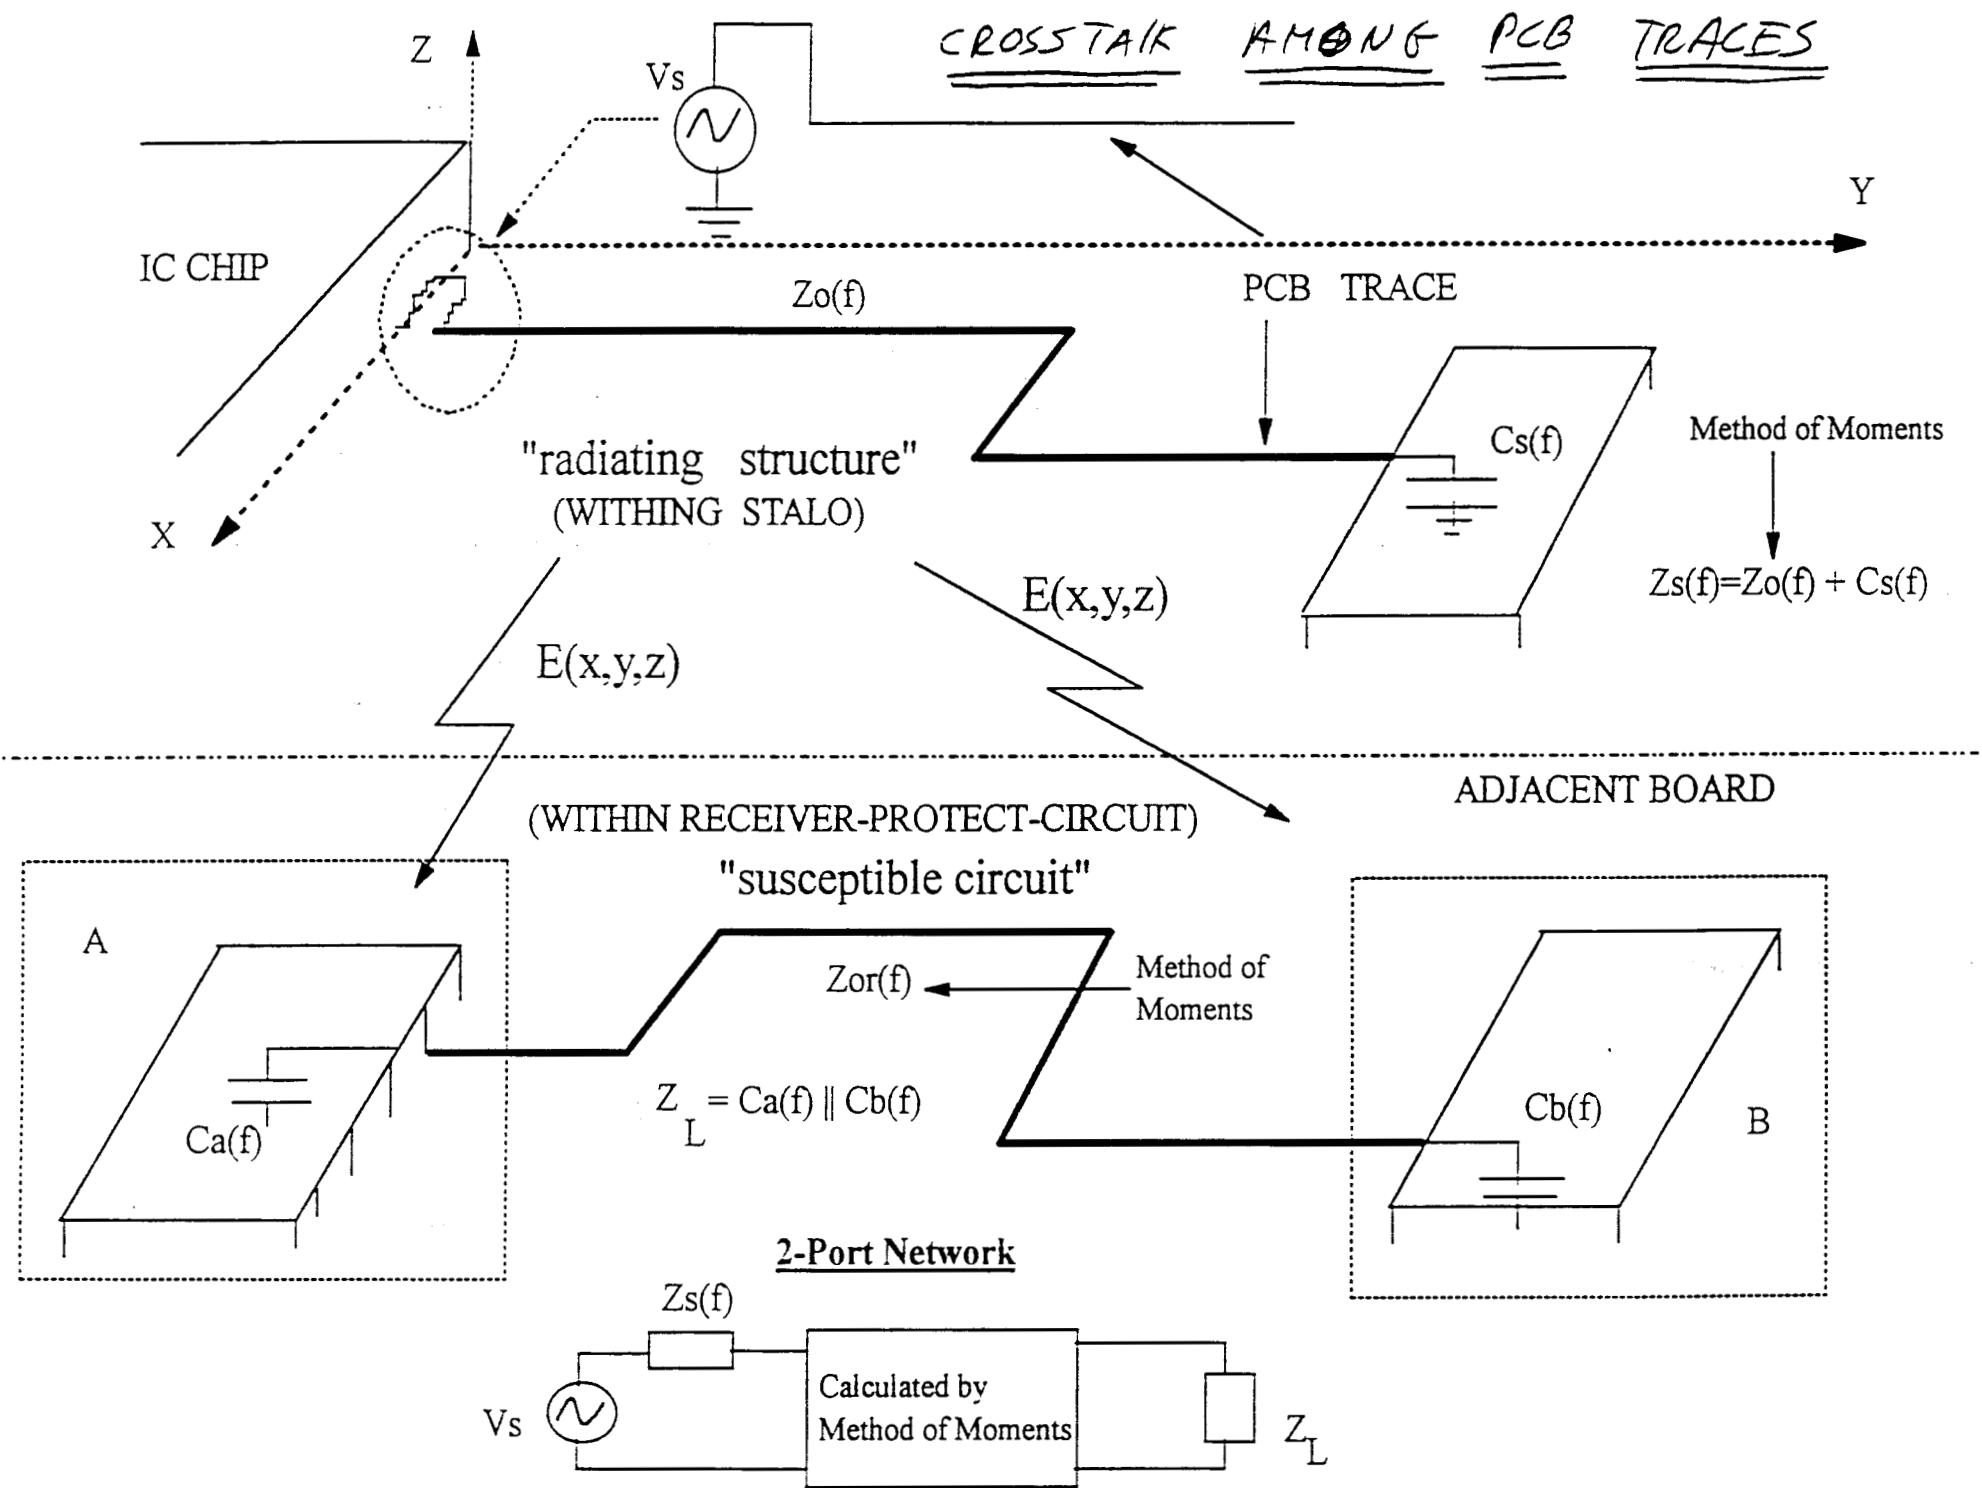 CROSSTALK AMONG PCB TRACES
Z
Vs
Y
IC CHIP
Zo(f)
PCB TRACE
"radiating structure"
(WITHING STALO)
X
Cs(f)
Method of Moments
Zs(f)=Zo(f) + Cs(f)
E(x,y,z)
E(x,y,z)
ADJACENT BOARD
(WITHIN RECEIVER-PROTECT-CIRCUIT)
"susceptible circuit"
A
Zor(f)
Method of
Moments
Z L = Ca(f) || Cb(f)
Ca(f)
Cb(f)
B
2-Port Network
Zs(f)
Vs
Calculated by
Method of Moments
Z L